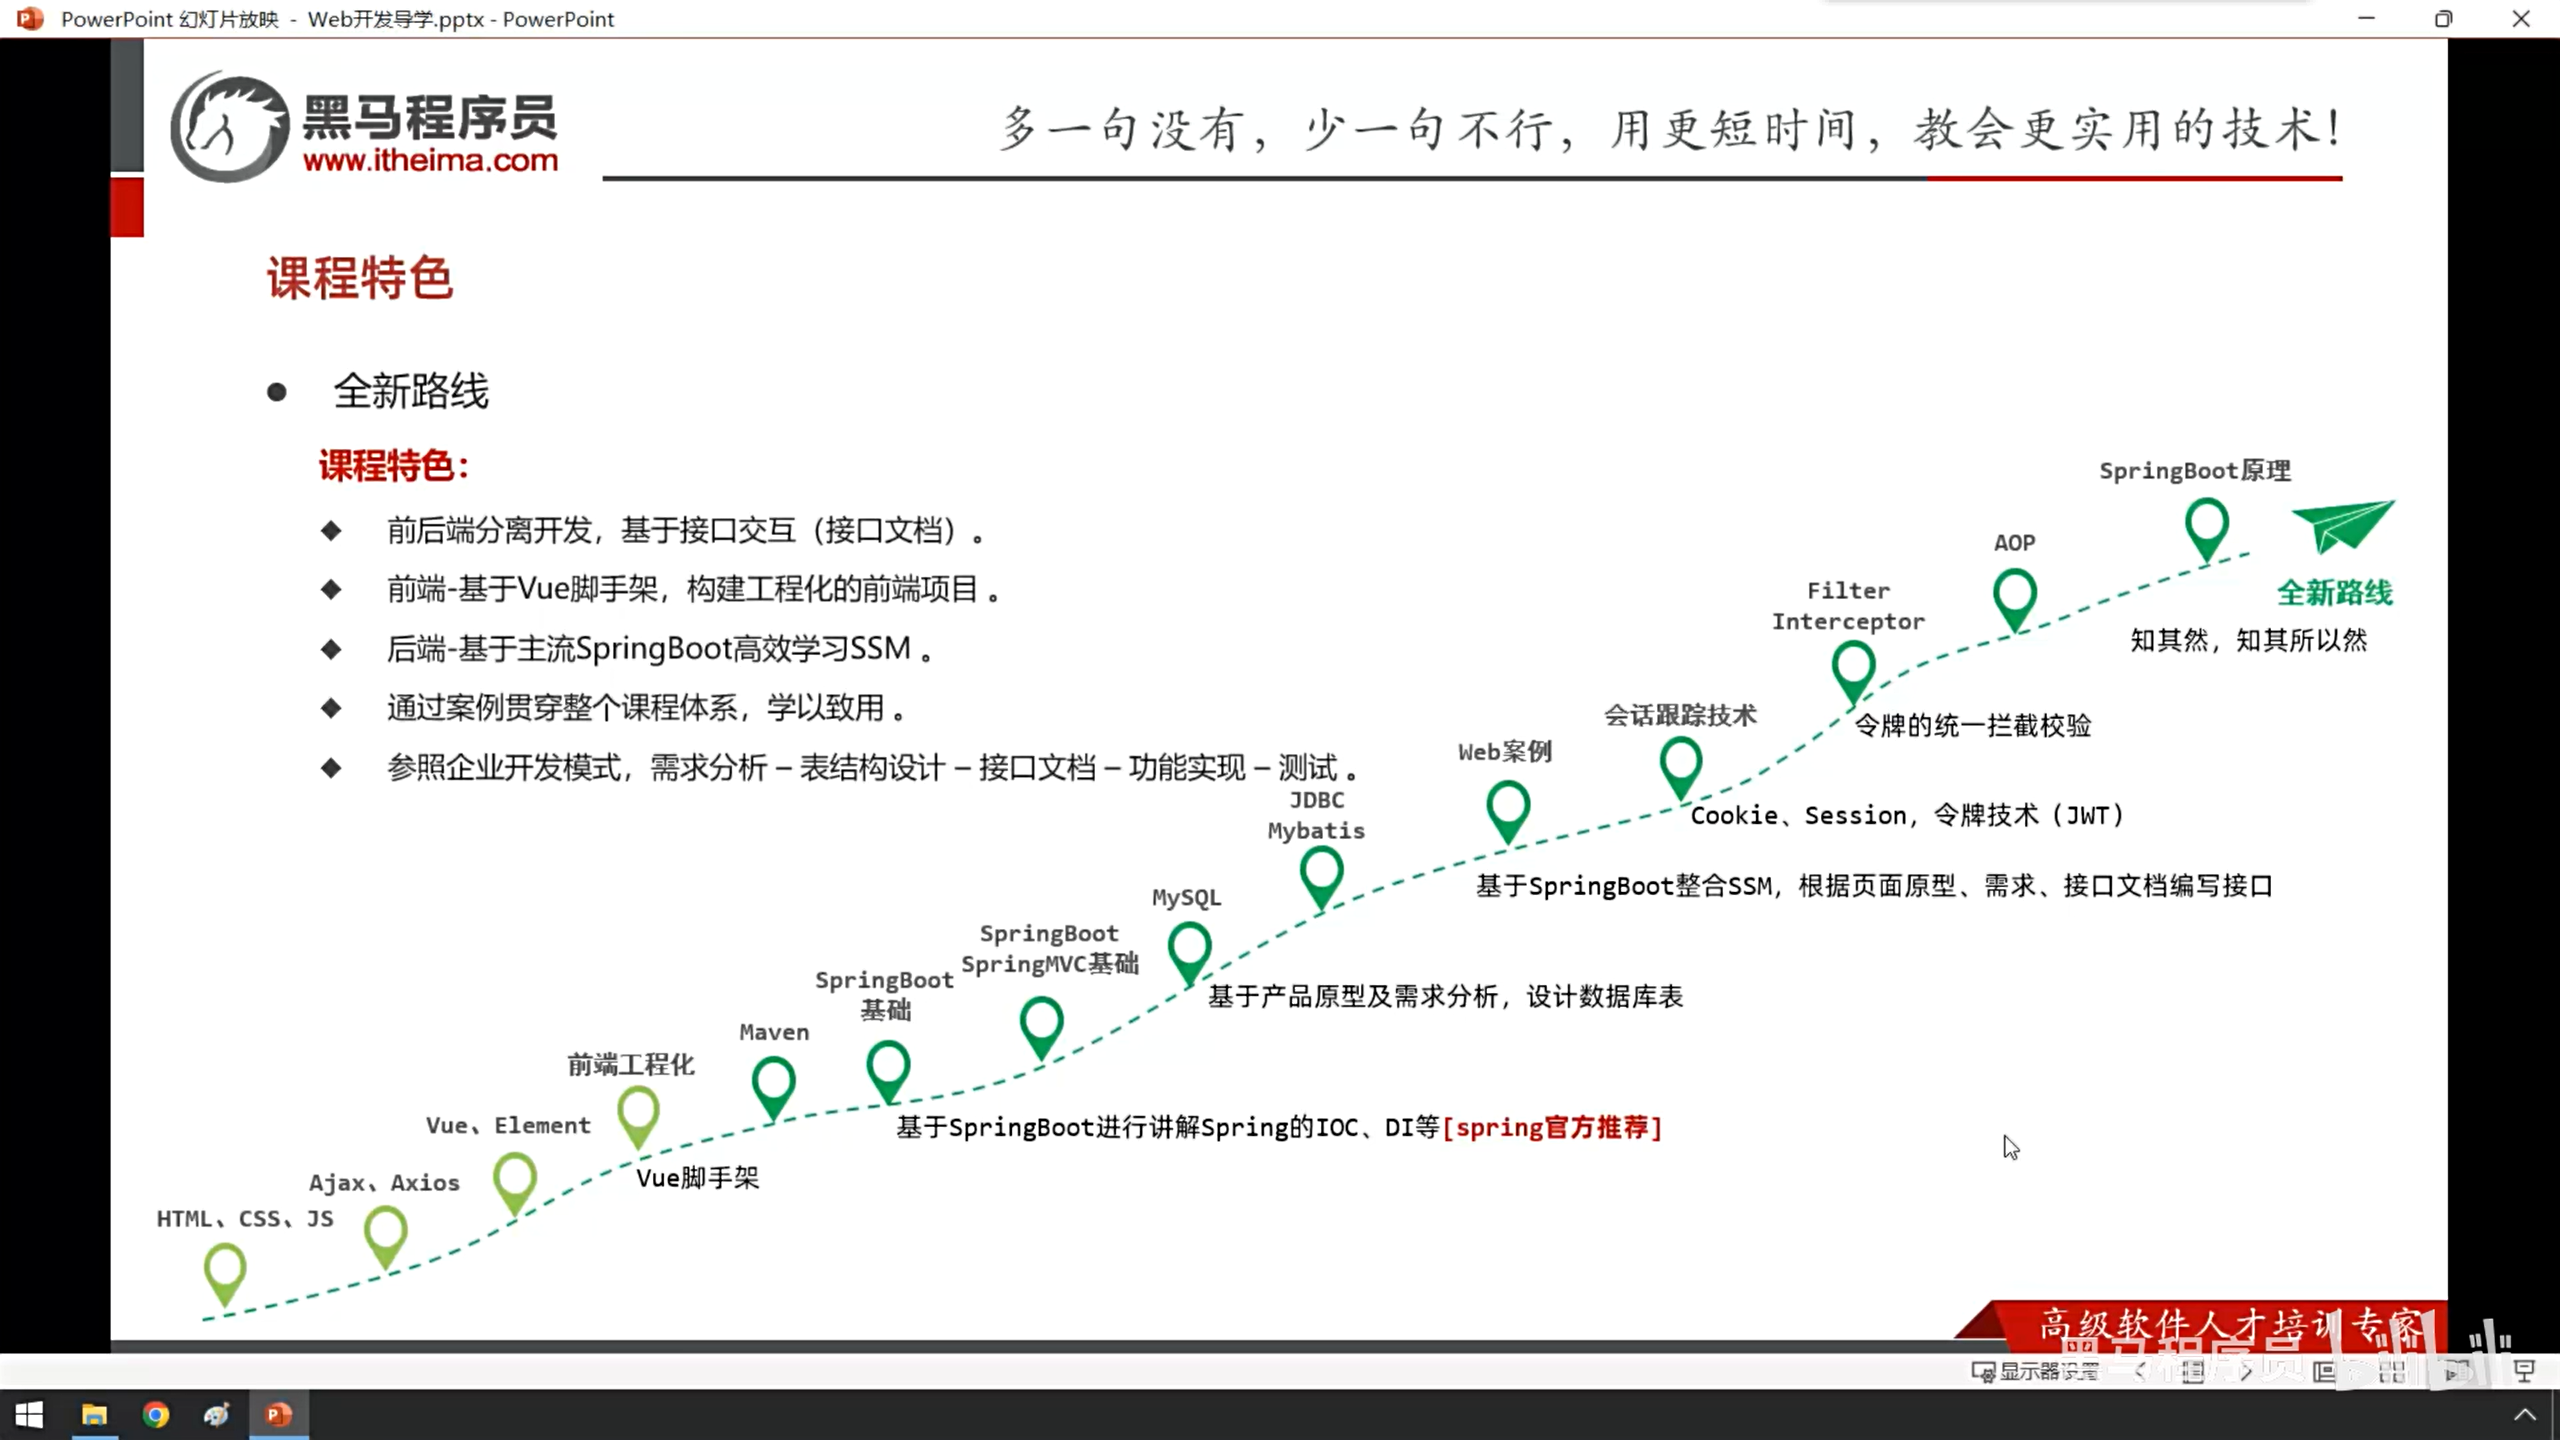 PowerPoint 幻灯片放映 - Web开发导学.pptx - PowerPoint
黑马程序员
www.itheima.com
多一句没有，少一句不行，用更短时间，教会更实用的技术！
课程特色
全新路线
课程特色：
前后端分离开发，基于接口交互（接口文档）。
前端-基于Vue脚手架，构建工程化的前端项目 。
后端-基于主流SpringBoot高效学习SSM 。
通过案例贯穿整个课程体系，学以致用 。
参照企业开发模式，需求分析 – 表结构设计 – 接口文档 – 功能实现 – 测试 。
HTML、CSS、JS
Ajax、Axios
Vue、Element
前端工程化
Vue脚手架
Maven
SpringBoot
基础
基于SpringBoot进行讲解Spring的IOC、DI等[spring官方推荐]
SpringBoot
SpringMVC基础
MySQL
基于产品原型及需求分析，设计数据库表
JDBC
Mybatis
Web案例
基于SpringBoot整合SSM，根据页面原型、需求、接口文档编写接口
会话跟踪技术
Cookie、Session，令牌技术（JWT）
Filter
Interceptor
令牌的统一拦截校验
AOP
SpringBoot原理
全新路线
知其然，知其所以然
高级软件人才培训专家
黑马程序员
显示器设置